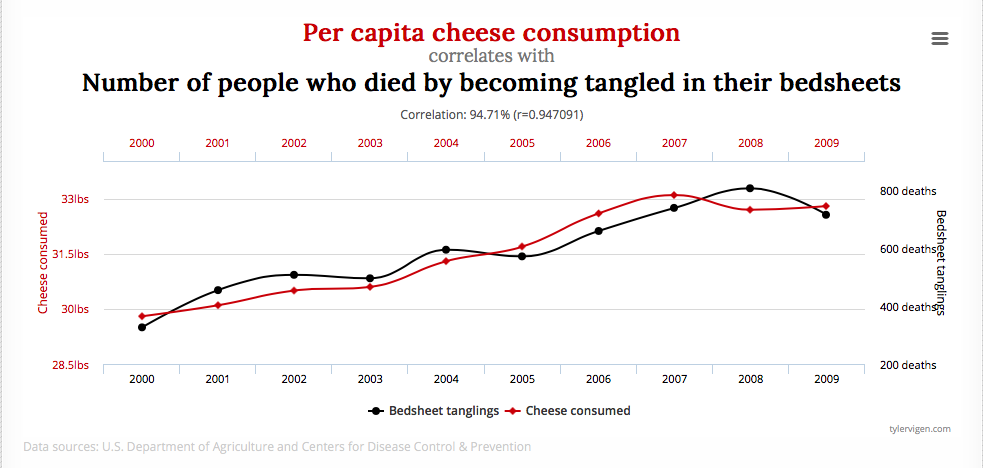 Per capita cheese consumption
correlates with
Number of people who died by becoming tangled in their bedsheets
Correlation: 94.71% (r=0.947091)
2000 2001 2002 2003 2004 2005 2006 2007 2008 2009
33lbs
31.5lbs
30lbs
28.5lbs
Cheese consumed
800 deaths
600 deaths
400 deaths
200 deaths
Bedsheet tanglings
2000 2001 2002 2003 2004 2005 2006 2007 2008 2009
Bedsheet tanglings Cheese consumed
tylervigen.com
Data sources: U.S. Department of Agriculture and Centers for Disease Control & Prevention